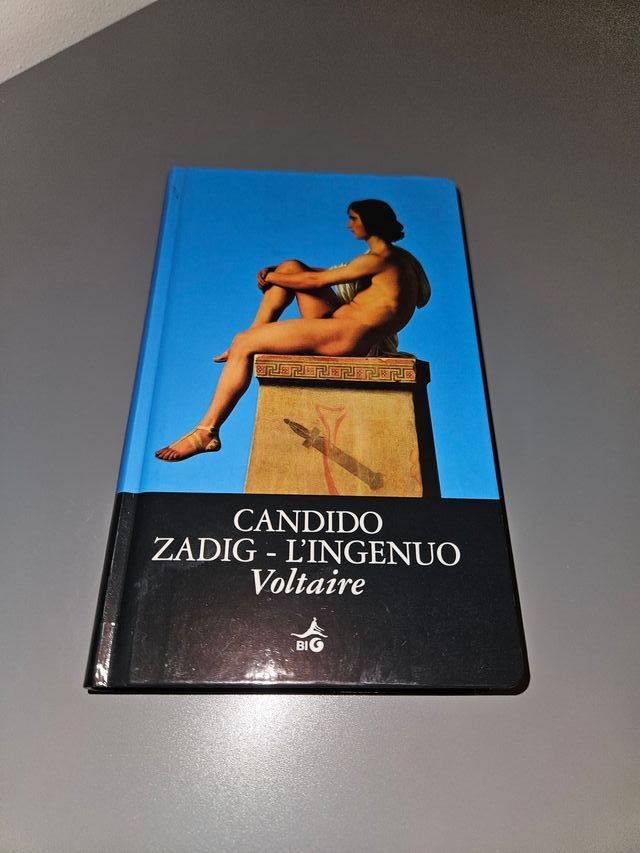 CANDIDO
ZADIG - L'INGENUO
Voltaire
BIG